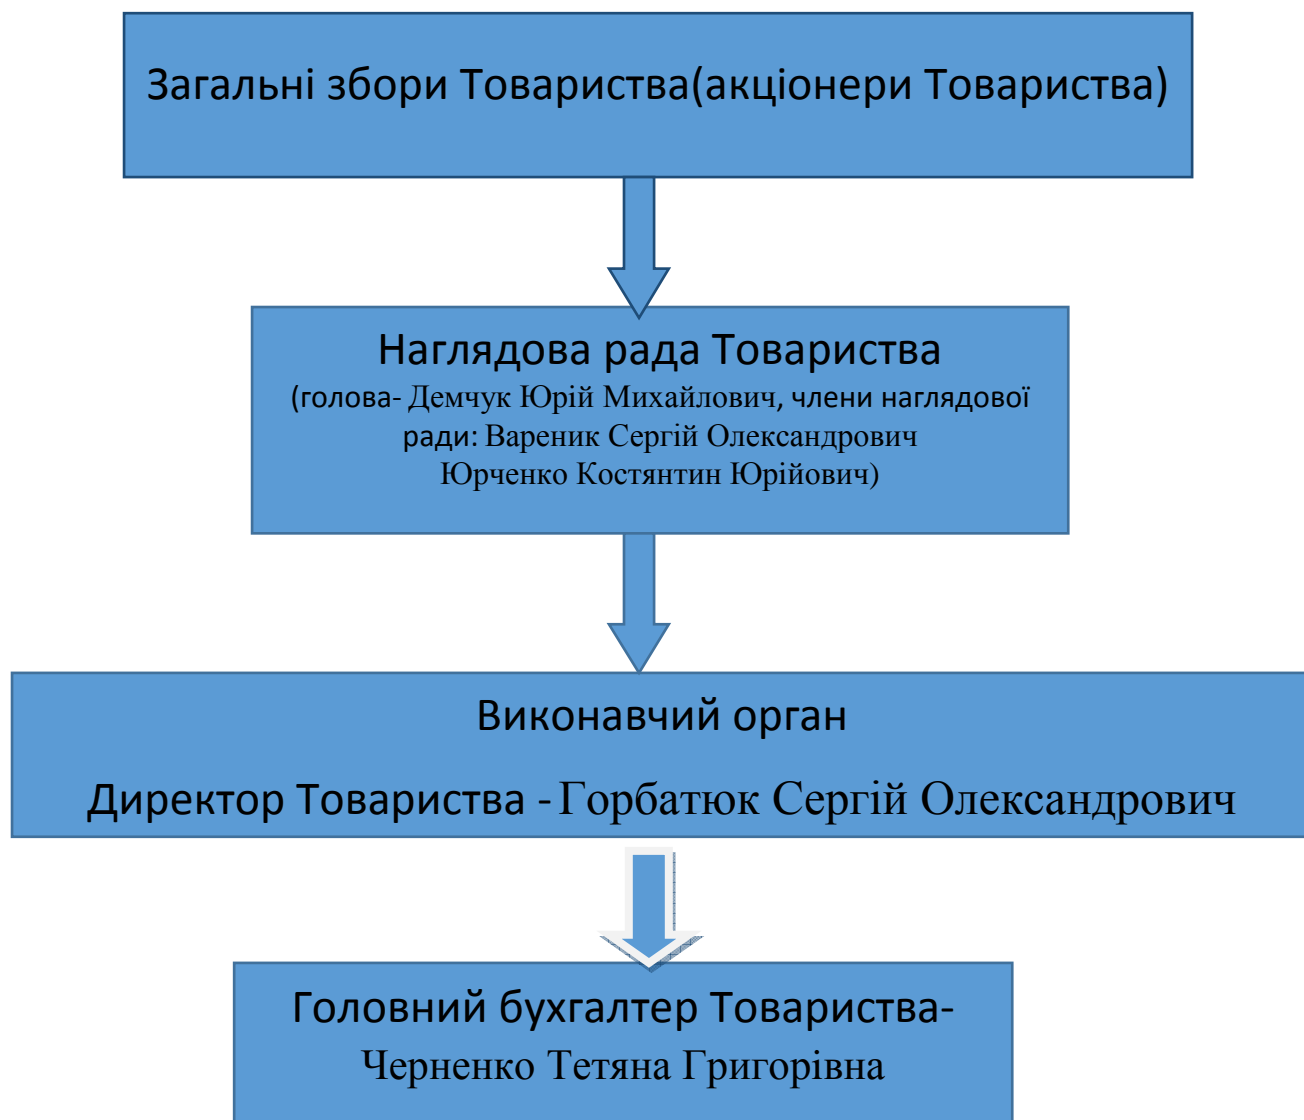 Загальні збори Товариства(акціонери Товариства)
Наглядова рада Товариства
(голова- Демчук Юрій Михайлович, члени наглядової
ради: Вареник Сергій Олександрович
Юрченко Костянтин Юрійович)
Виконавчий орган
Директор Товариства - Горбатюк Сергій Олександрович
Головний бухгалтер Товариства-
Черненко Тетяна Григорівна